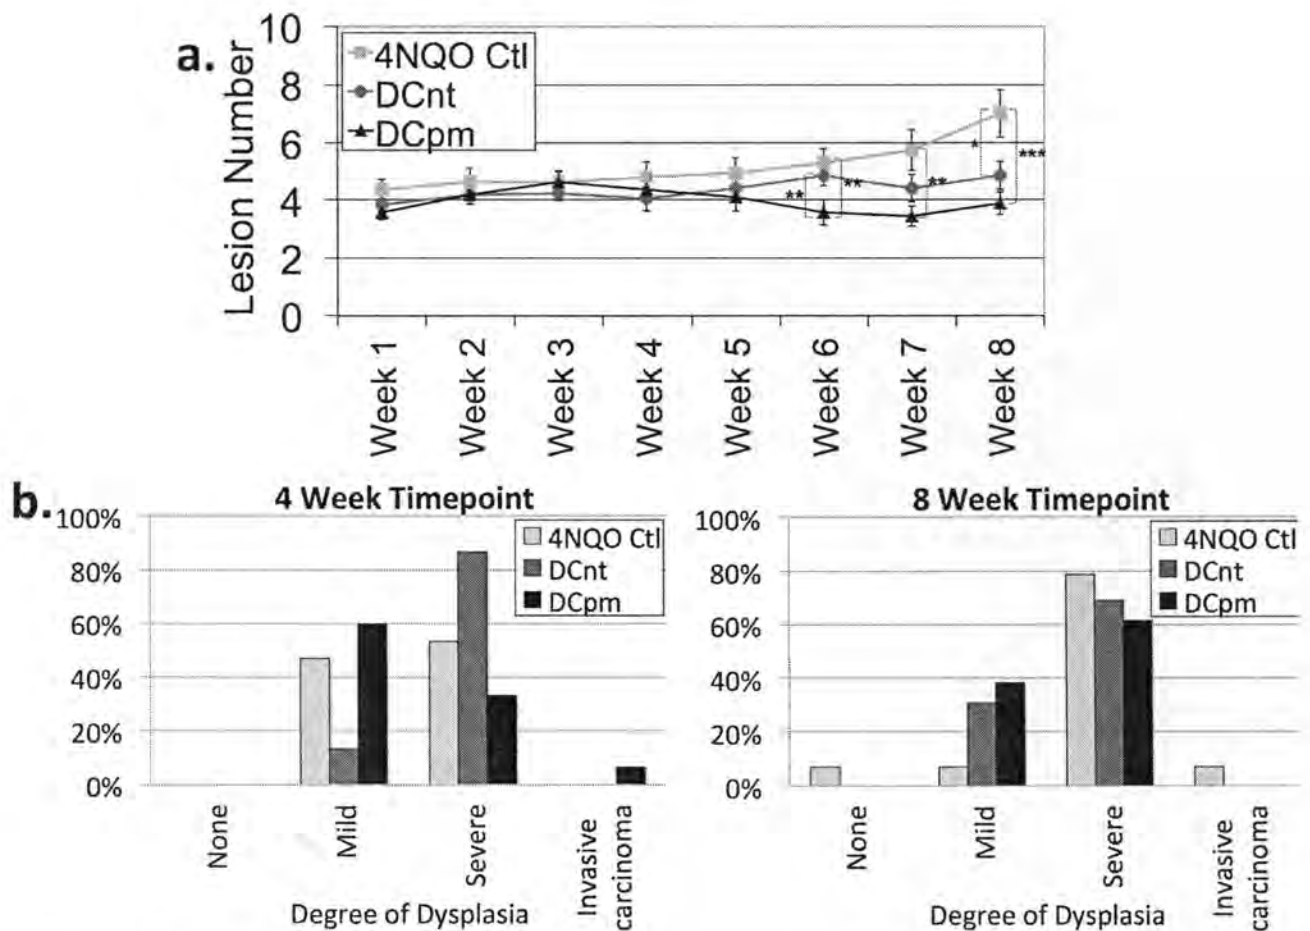 a.
10
8
6
4
2
0
Lesion Number
4NQO Ctl
DCnt
DCpm
**
**
**
*
***
Week 1
Week 2
Week 3
Week 4
Week 5
Week 6
Week 7
Week 8
b.
4 Week Timepoint
100%
80%
60%
40%
20%
0%
4NQO Ctl
DCnt
DCpm
None
Mild
Severe
Invasive
carcinoma
Degree of Dysplasia
8 Week Timepoint
100%
80%
60%
40%
20%
0%
4NQO Ctl
DCnt
DCpm
None
Mild
Severe
Invasive
carcinoma
Degree of Dysplasia